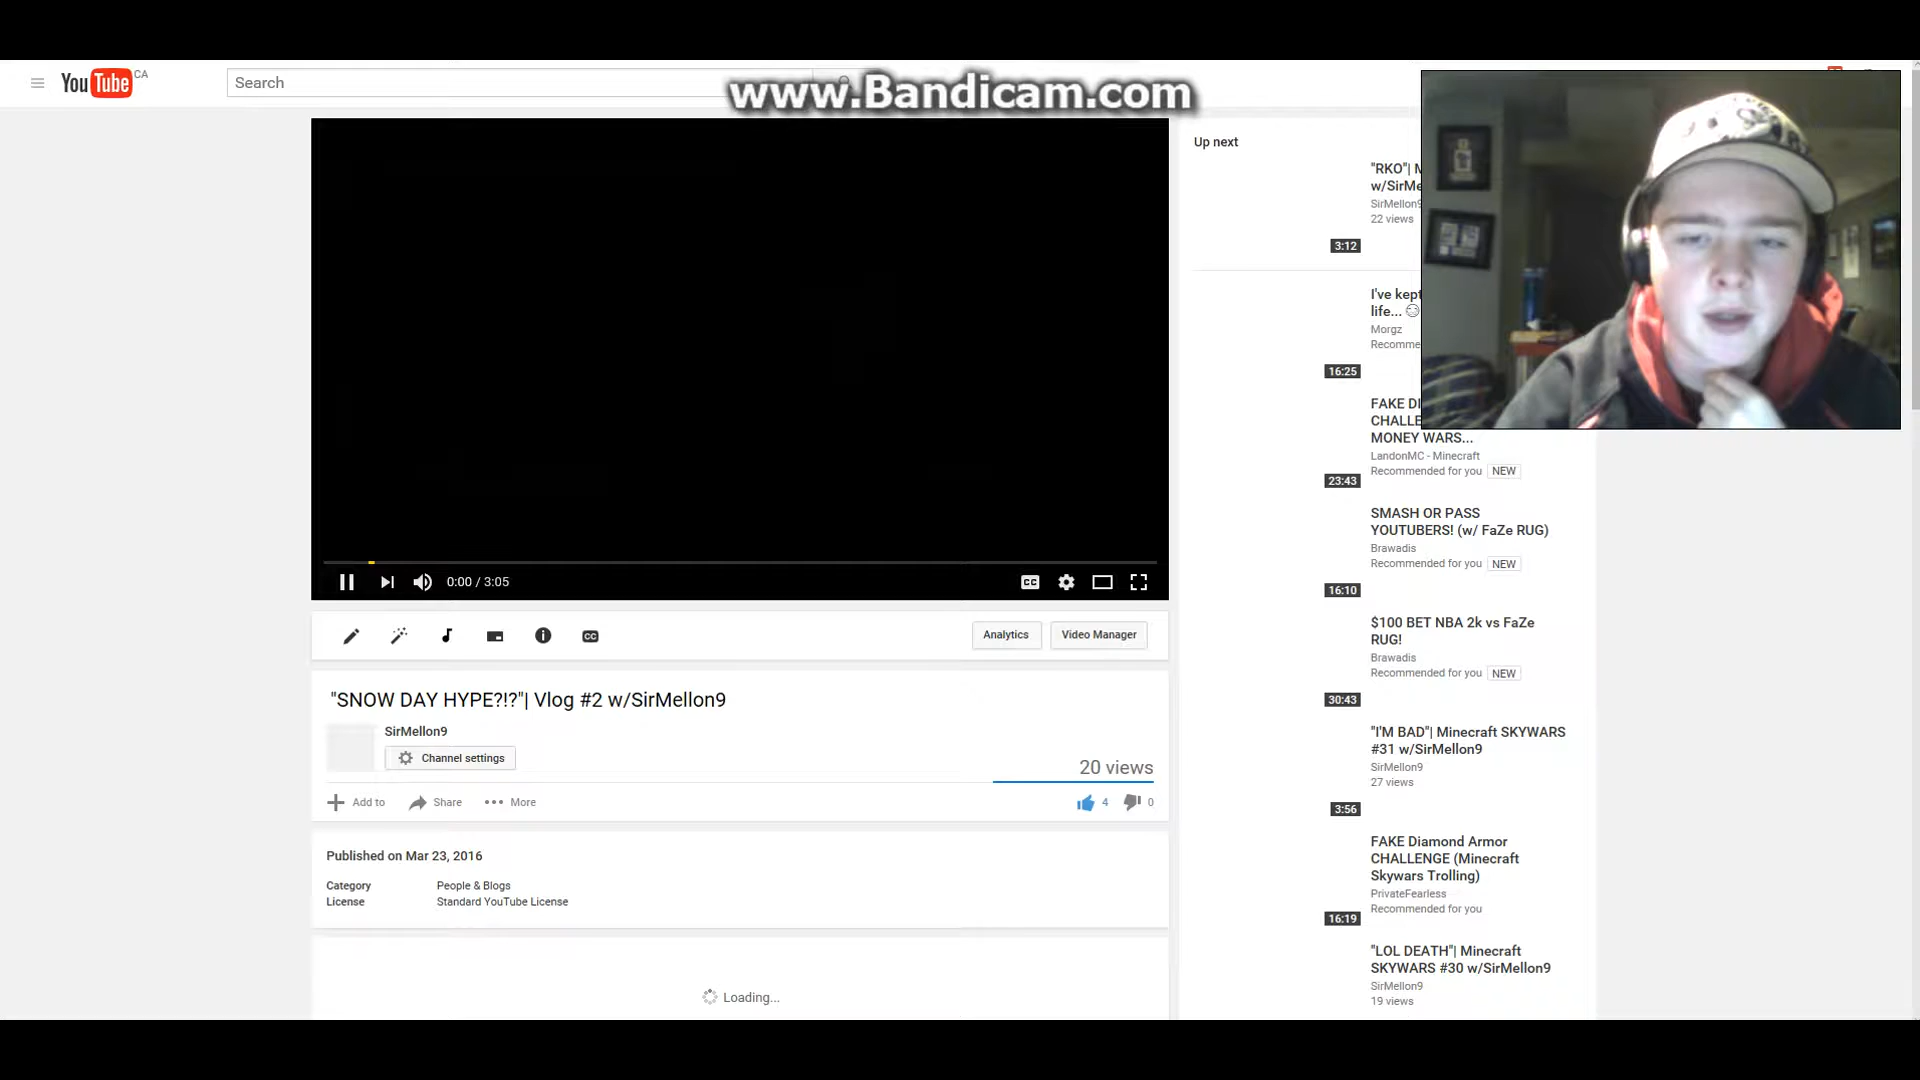 YouTube CA
Search
www.Bandicam.com
0:00 / 3:05
CC
CC
Analytics
Video Manager
"SNOW DAY HYPE?!?"| Vlog #2 w/SirMellon9
SirMellon9
Channel settings
20 views
Add to
Share
More
4
0
Published on Mar 23, 2016
Category
People & Blogs
License
Standard YouTube License
Loading...
Up next
"RKO"|
SirMellon9
22 views
3:12
I've kept
life...
Morgz
16:25
MONEY WARS...
LandonMC - Minecraft
Recommended for you NEW
23:43
SMASH OR PASS
YOUTUBERS! (w/ FaZe RUG)
Brawadis
Recommended for you NEW
16:10
$100 BET NBA 2k vs FaZe
RUG!
Brawadis
Recommended for you NEW
30:43
"I'M BAD"| Minecraft SKYWARS
#31 w/SirMellon9
SirMellon9
27 views
3:56
FAKE Diamond Armor
CHALLENGE (Minecraft
Skywars Trolling)
PrivateFearless
Recommended for you
16:19
"LOL DEATH"| Minecraft
SKYWARS #30 w/SirMellon9
SirMellon9
19 views